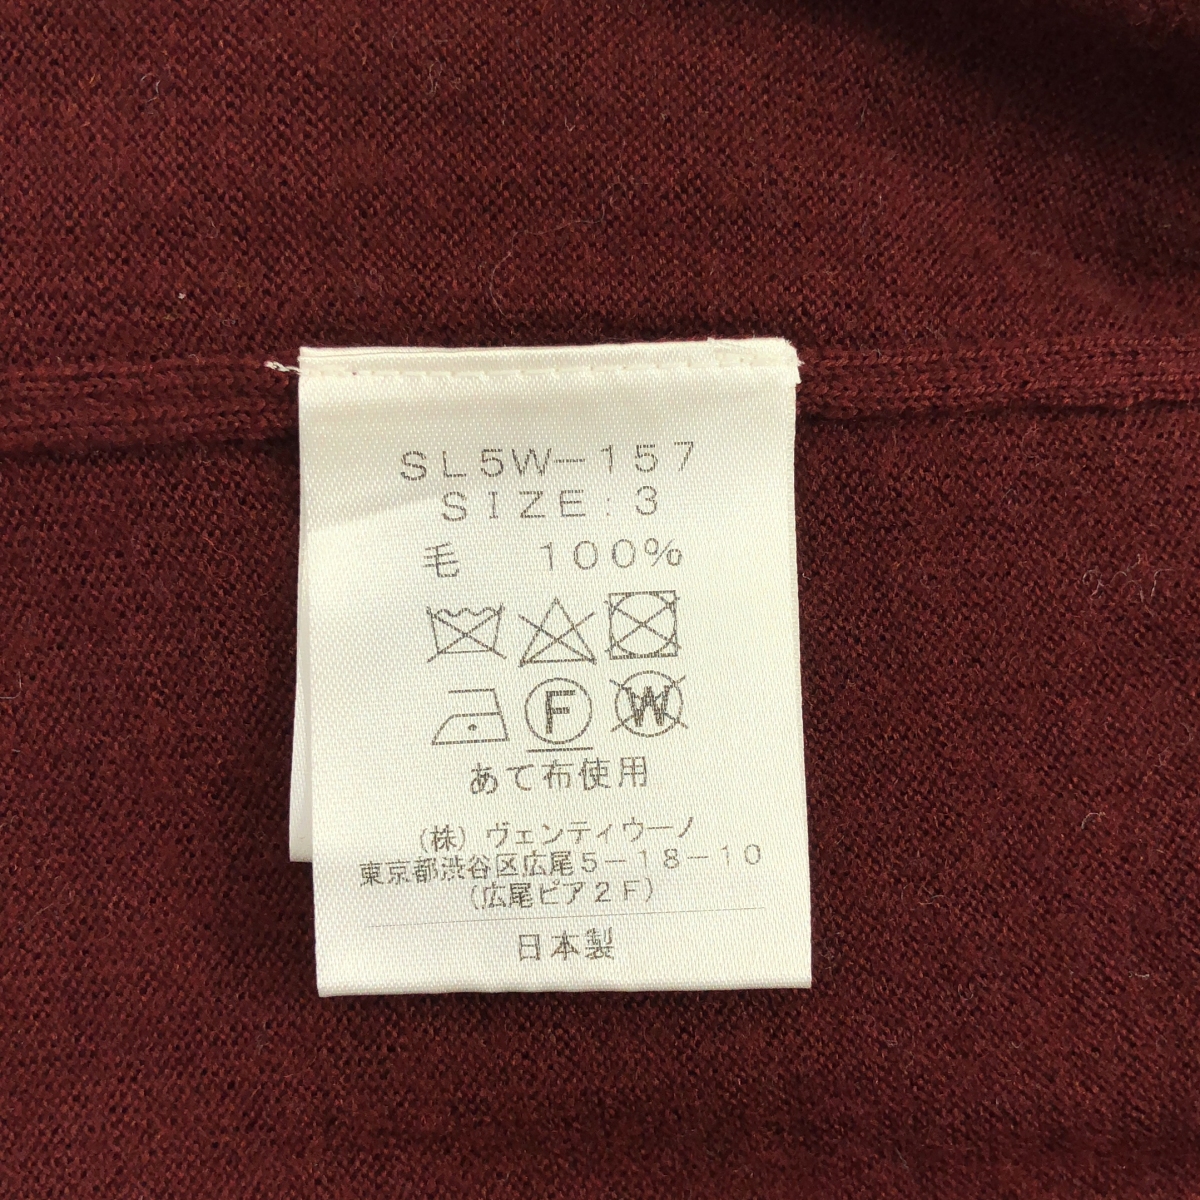 SL5W-157
SIZE:3
毛 100%
F W
あて布使用
(株)ヴェンティウーノ
東京都渋谷区広尾5-18-10
(広尾ピア2F)
日本製